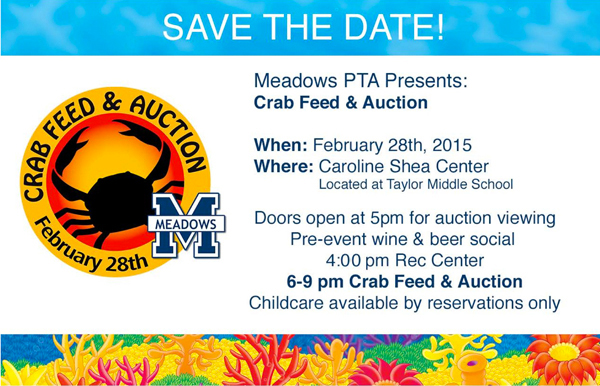 SAVE THE DATE!
Meadows PTA Presents:
Crab Feed & Auction
When: February 28th, 2015
Where: Caroline Shea Center
Located at Taylor Middle School
Doors open at 5pm for auction viewing
Pre-event wine & beer social
4:00 pm Rec Center
6-9 pm Crab Feed & Auction
Childcare available by reservations only
CRAB FEED & AUCTION
February 28th
M
MEADOWS